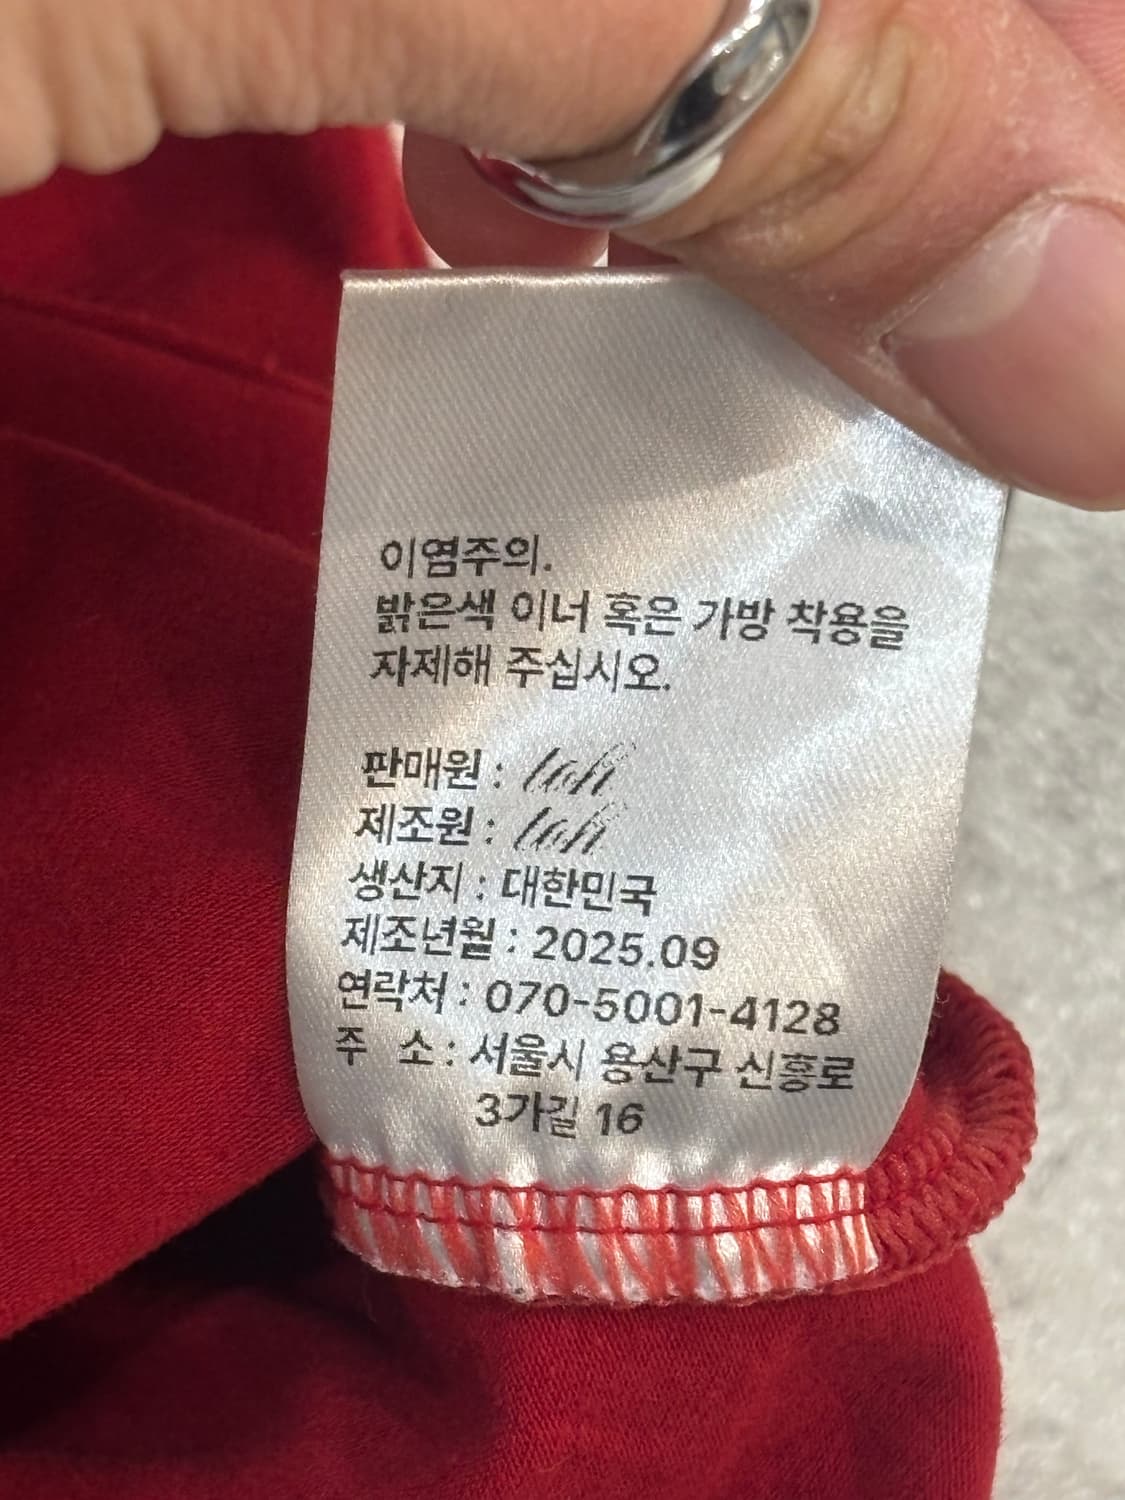 이염주의.
밝은색 이너 혹은 가방 착용을
자제해 주십시오.
판매원 :
제조원 :
생산지 : 대한민국
제조년월 : 2025.09
연락처 : 070-5001-4128
주 소 : 서울시 용산구 신흥로
3가길 16